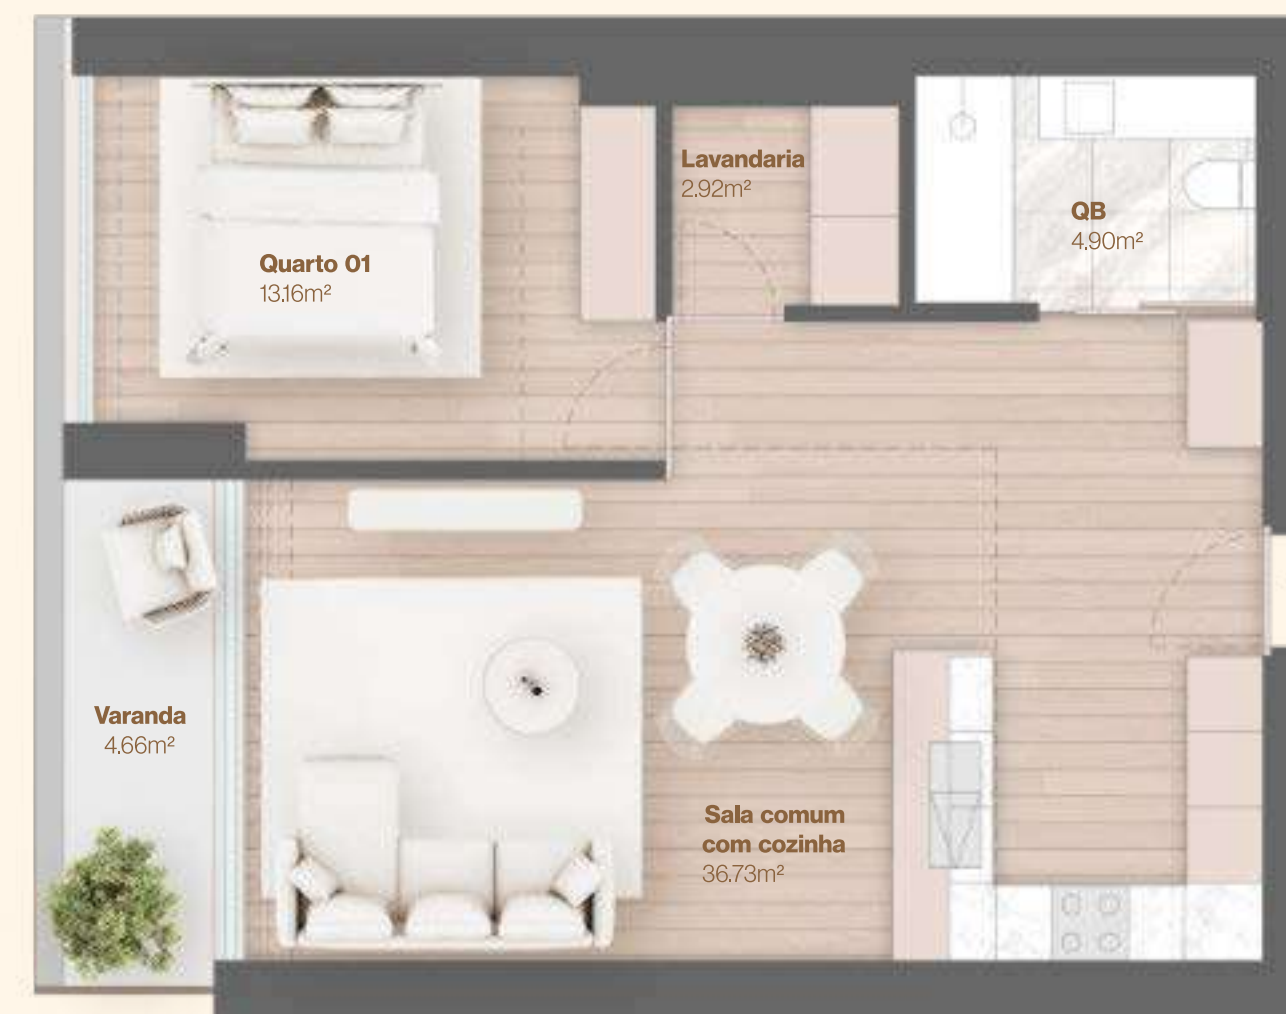 Lavandaria
2.92m²
QB
4.90m²
Quarto 01
13.16m²
Varanda
4.66m²
Sala comum
com cozinha
36.73m²